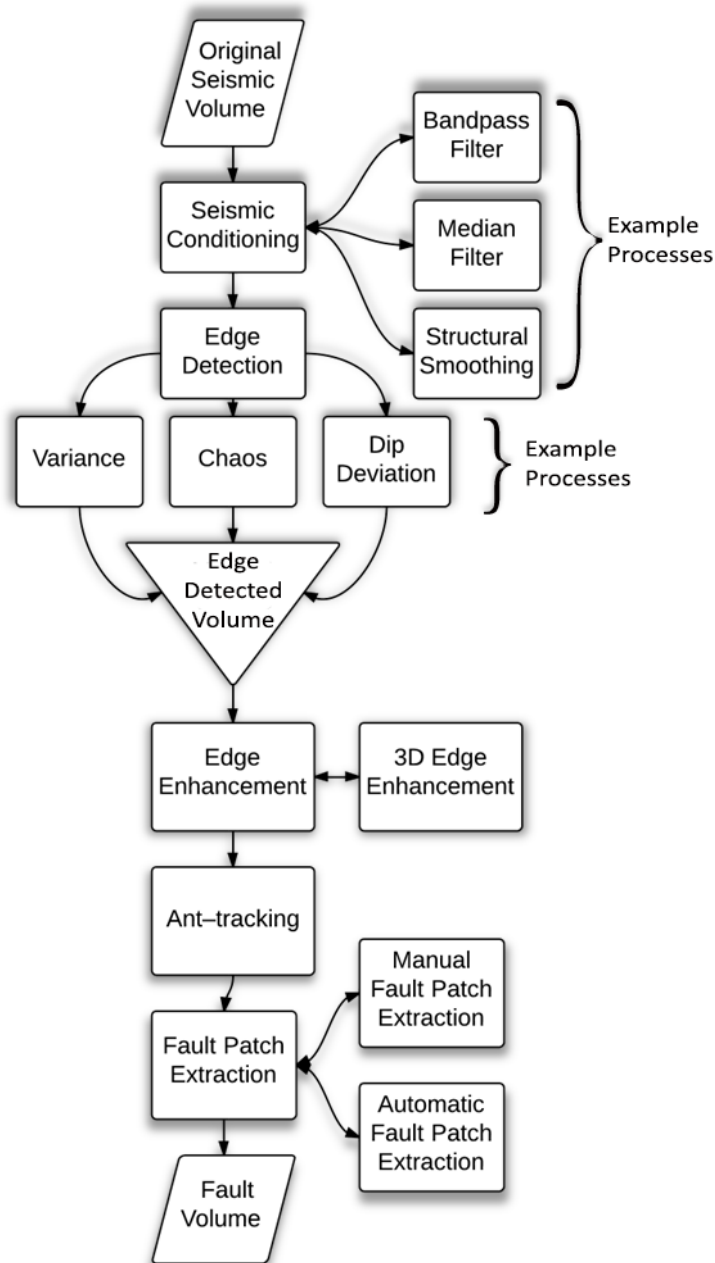 Original
Seismic
Volume
Bandpass
Filter
Seismic
Conditioning
Median
Filter
Example
Processes
Structural
Smoothing
Edge
Detection
Variance
Chaos
Dip
Deviation
Example
Processes
Edge
Detected
Volume
Edge
Enhancement
3D Edge
Enhancement
Ant–tracking
Manual
Fault Patch
Extraction
Fault Patch
Extraction
Automatic
Fault Patch
Extraction
Fault
Volume